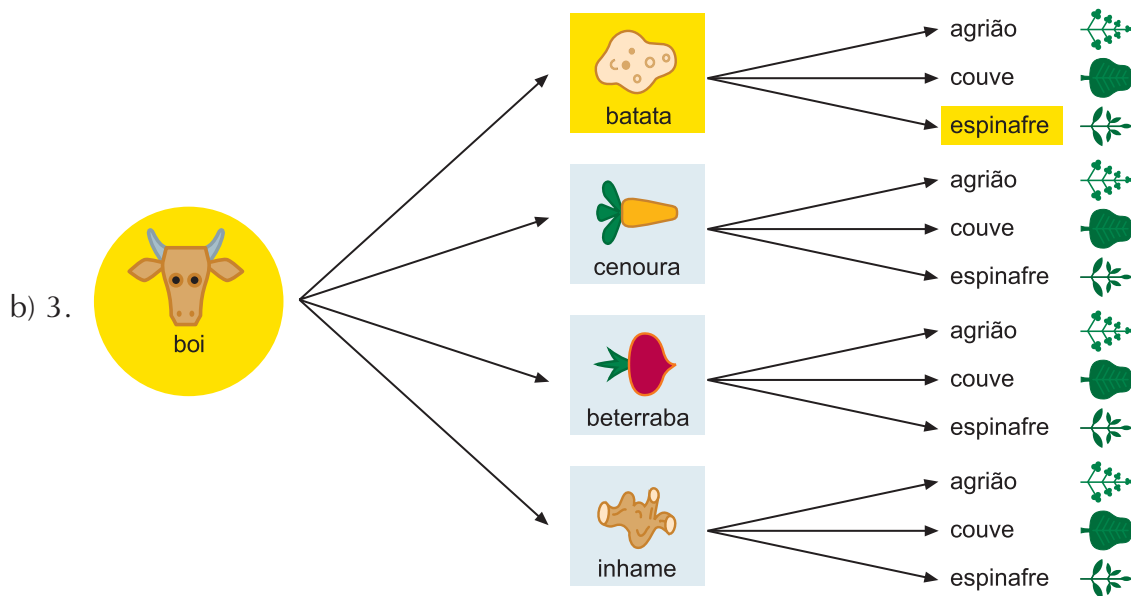 b) 3.
boi
batata
agrião
couve
espinafre
cenoura
agrião
couve
espinafre
beterraba
agrião
couve
espinafre
inhame
agrião
couve
espinafre